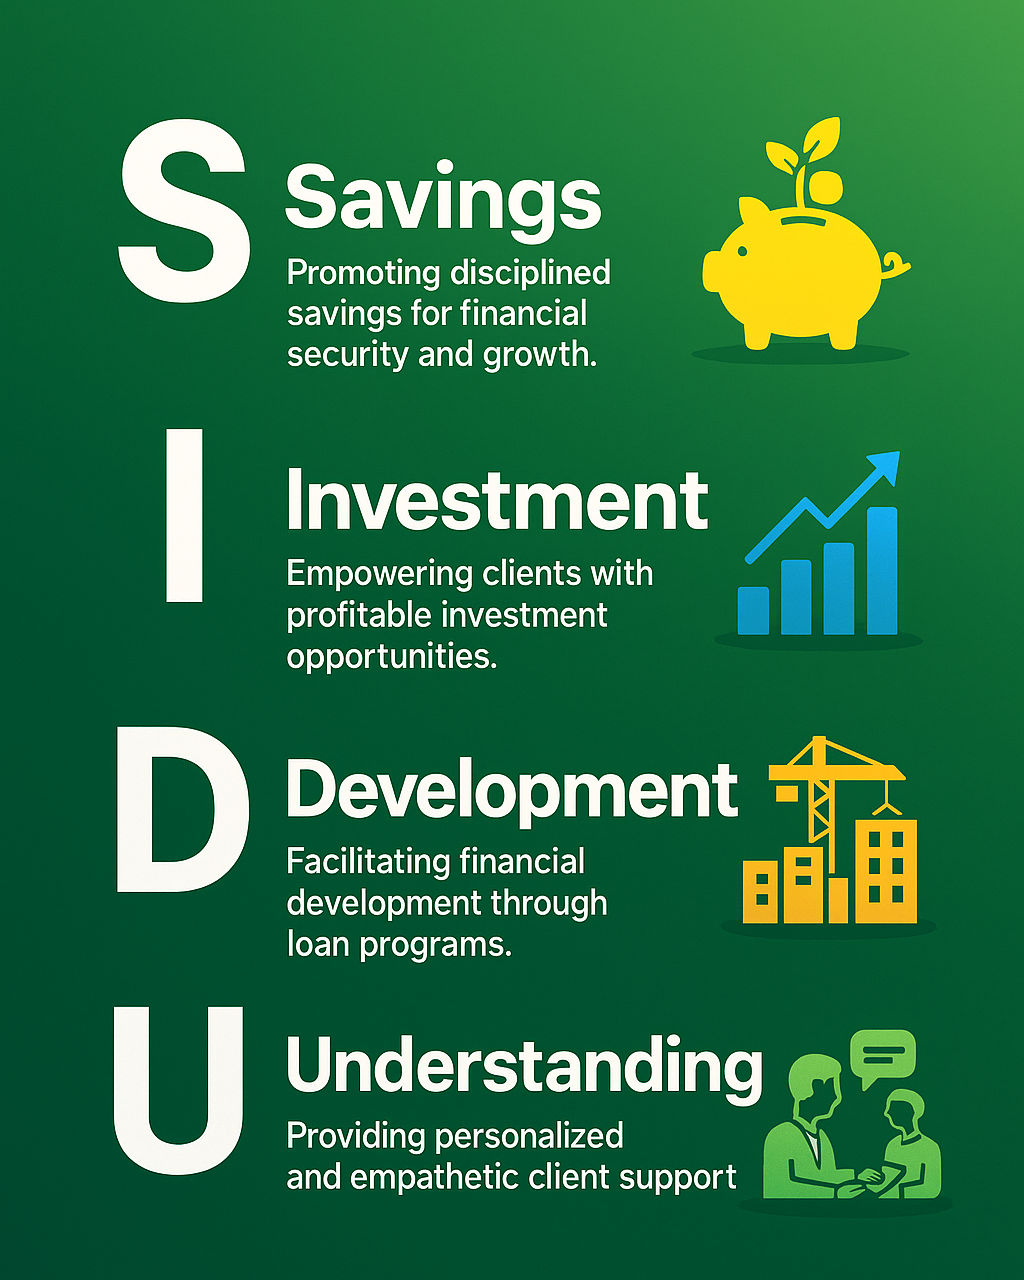 S
Savings
Promoting disciplined
savings for financial
security and growth.
I
Investment
Empowering clients with
profitable investment
opportunities.
D
Development
Facilitating financial
development through
loan programs.
U
Understanding
Providing personalized
and empathetic client support